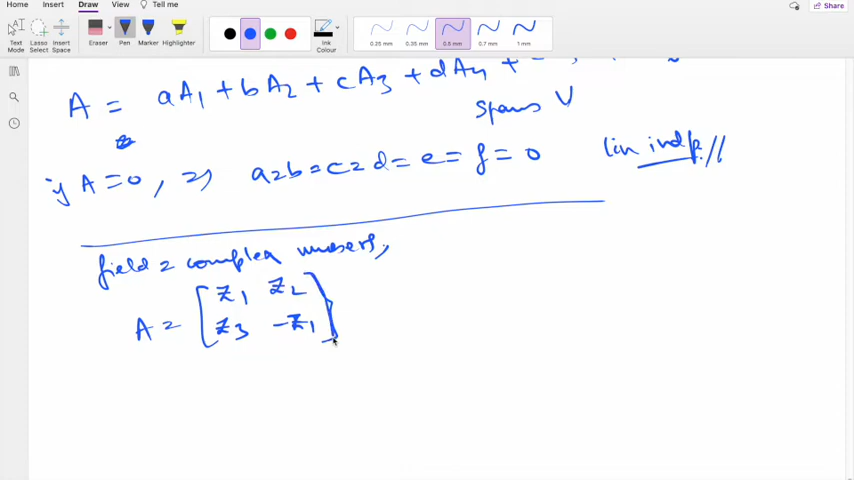 Home Insert Draw View Tell me Share
Text Mode Lasso Select Insert Space Eraser Pen Marker Highlighter Ink Colour 0.25 mm 0.35 mm 0.5 mm 0.7 mm 1 mm
A = aA1 + bA2 + cA3 + dA4 +
spans V
if A = 0, => a=b=c=d=e=f=0 lin indp. //
field = complex numbers,
A = [ z1 z2
z3 -z1 ]